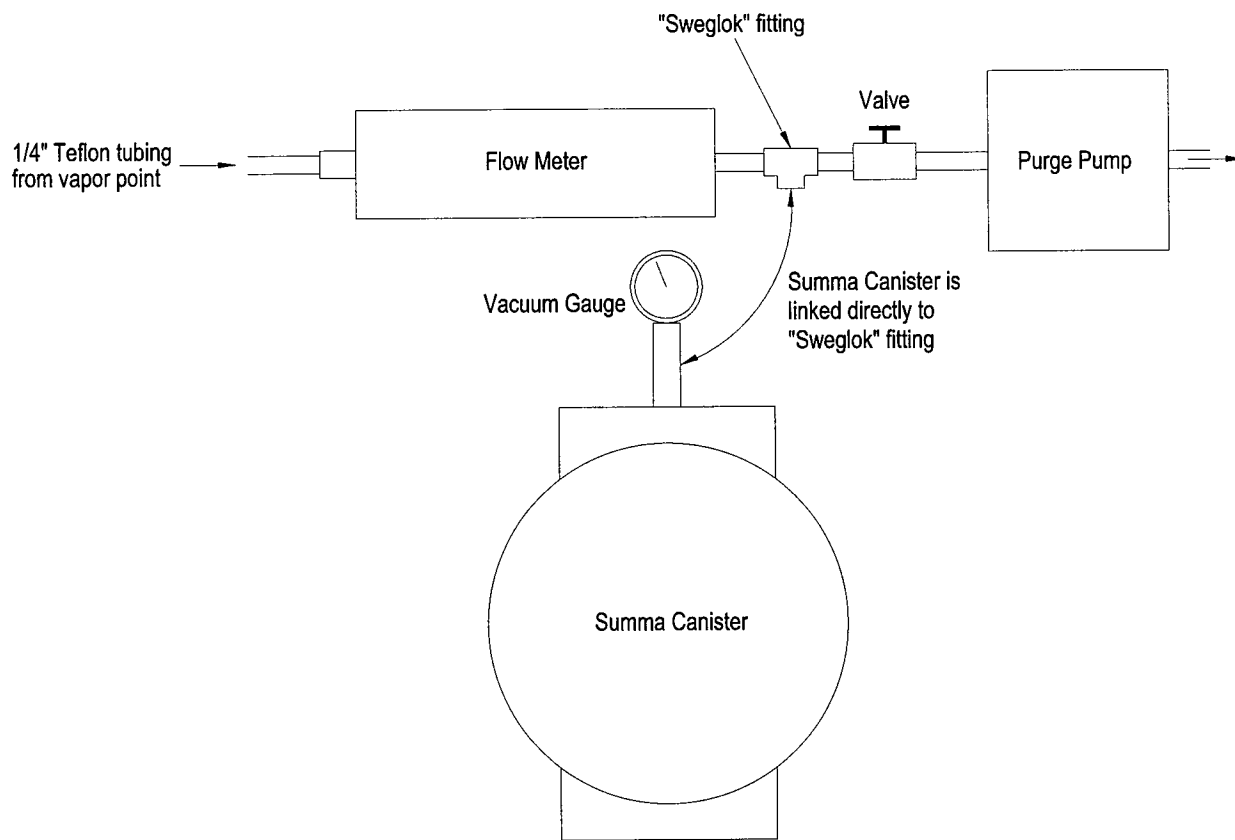 "Sweglok" fitting
Valve
1/4" Teflon tubing
from vapor point
Flow Meter
Purge Pump
Vacuum Gauge
Summa Canister is
linked directly to
"Sweglok" fitting
Summa Canister